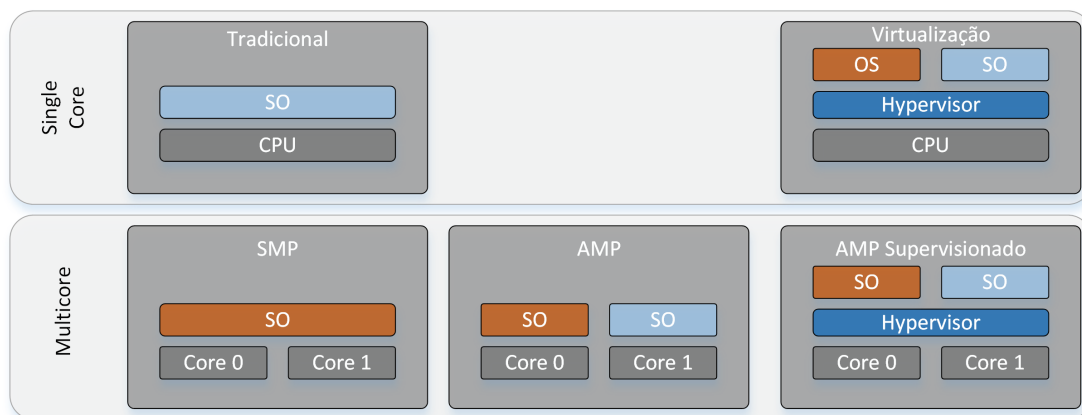 Single
Core
Tradicional
SO
CPU
Virtualização
OS SO
Hypervisor
CPU
Multicore
SMP
SO
Core 0 Core 1
AMP
SO SO
Core 0 Core 1
AMP Supervisionado
SO SO
Hypervisor
Core 0 Core 1